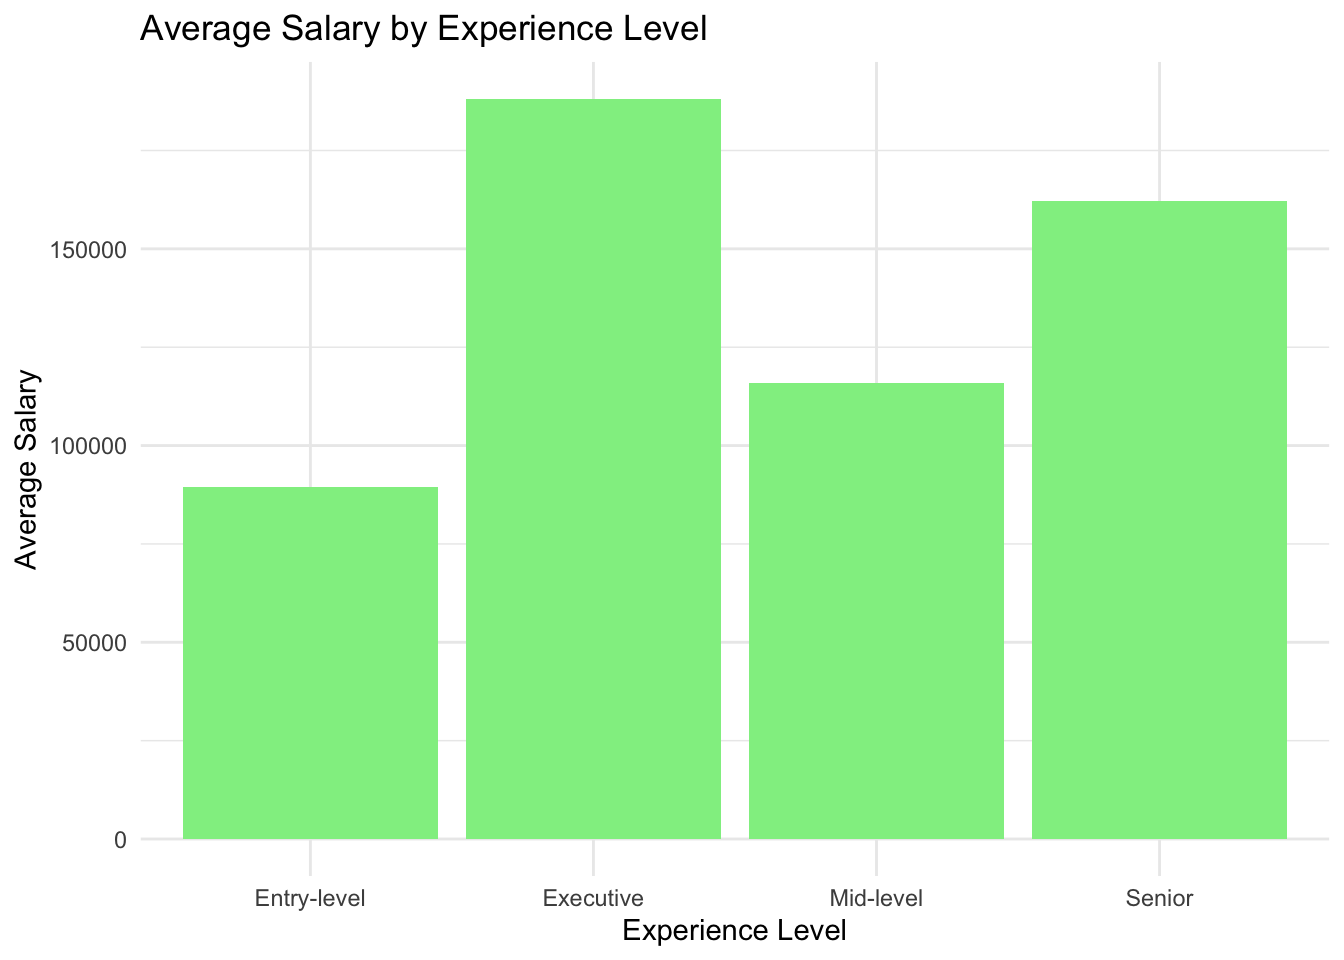 Average Salary by Experience Level
Average Salary
150000
100000
50000
0
Entry-level
Executive
Mid-level
Senior
Experience Level